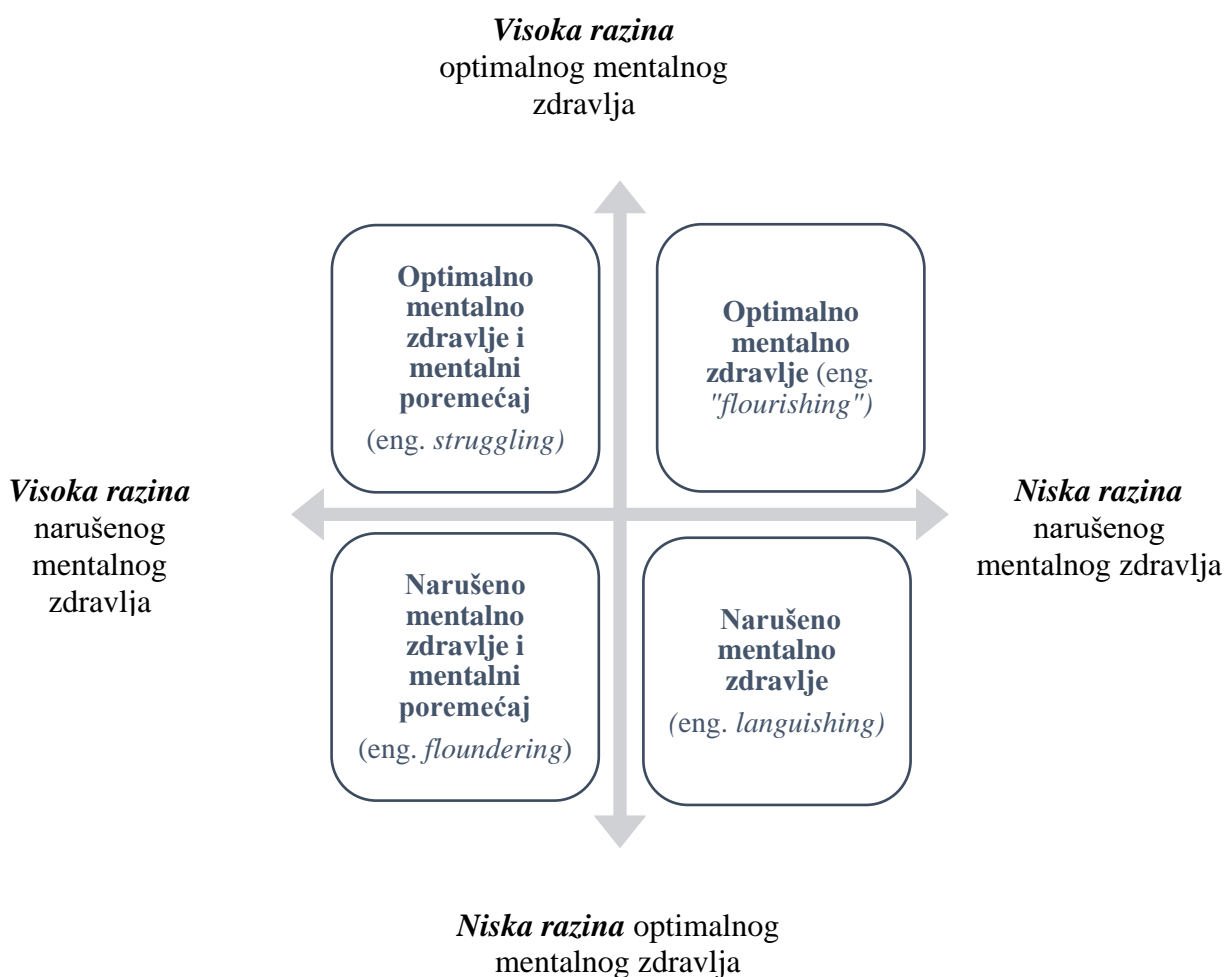 Visoka razina
optimalnog mentalnog
zdravlja
Optimalno
mentalno
zdravlje i
mentalni
poremećaj
(eng. struggling)
Optimalno
mentalno
zdravlje (eng.
"flourishing")
Visoka razina
narušenog
mentalnog
zdravlja
Niska razina
narušenog
mentalnog zdravlja
Narušeno
mentalno
zdravlje i
mentalni
poremećaj
(eng. floundering)
Narušeno
mentalno
zdravlje
(eng. languishing)
Niska razina optimalnog
mentalnog zdravlja